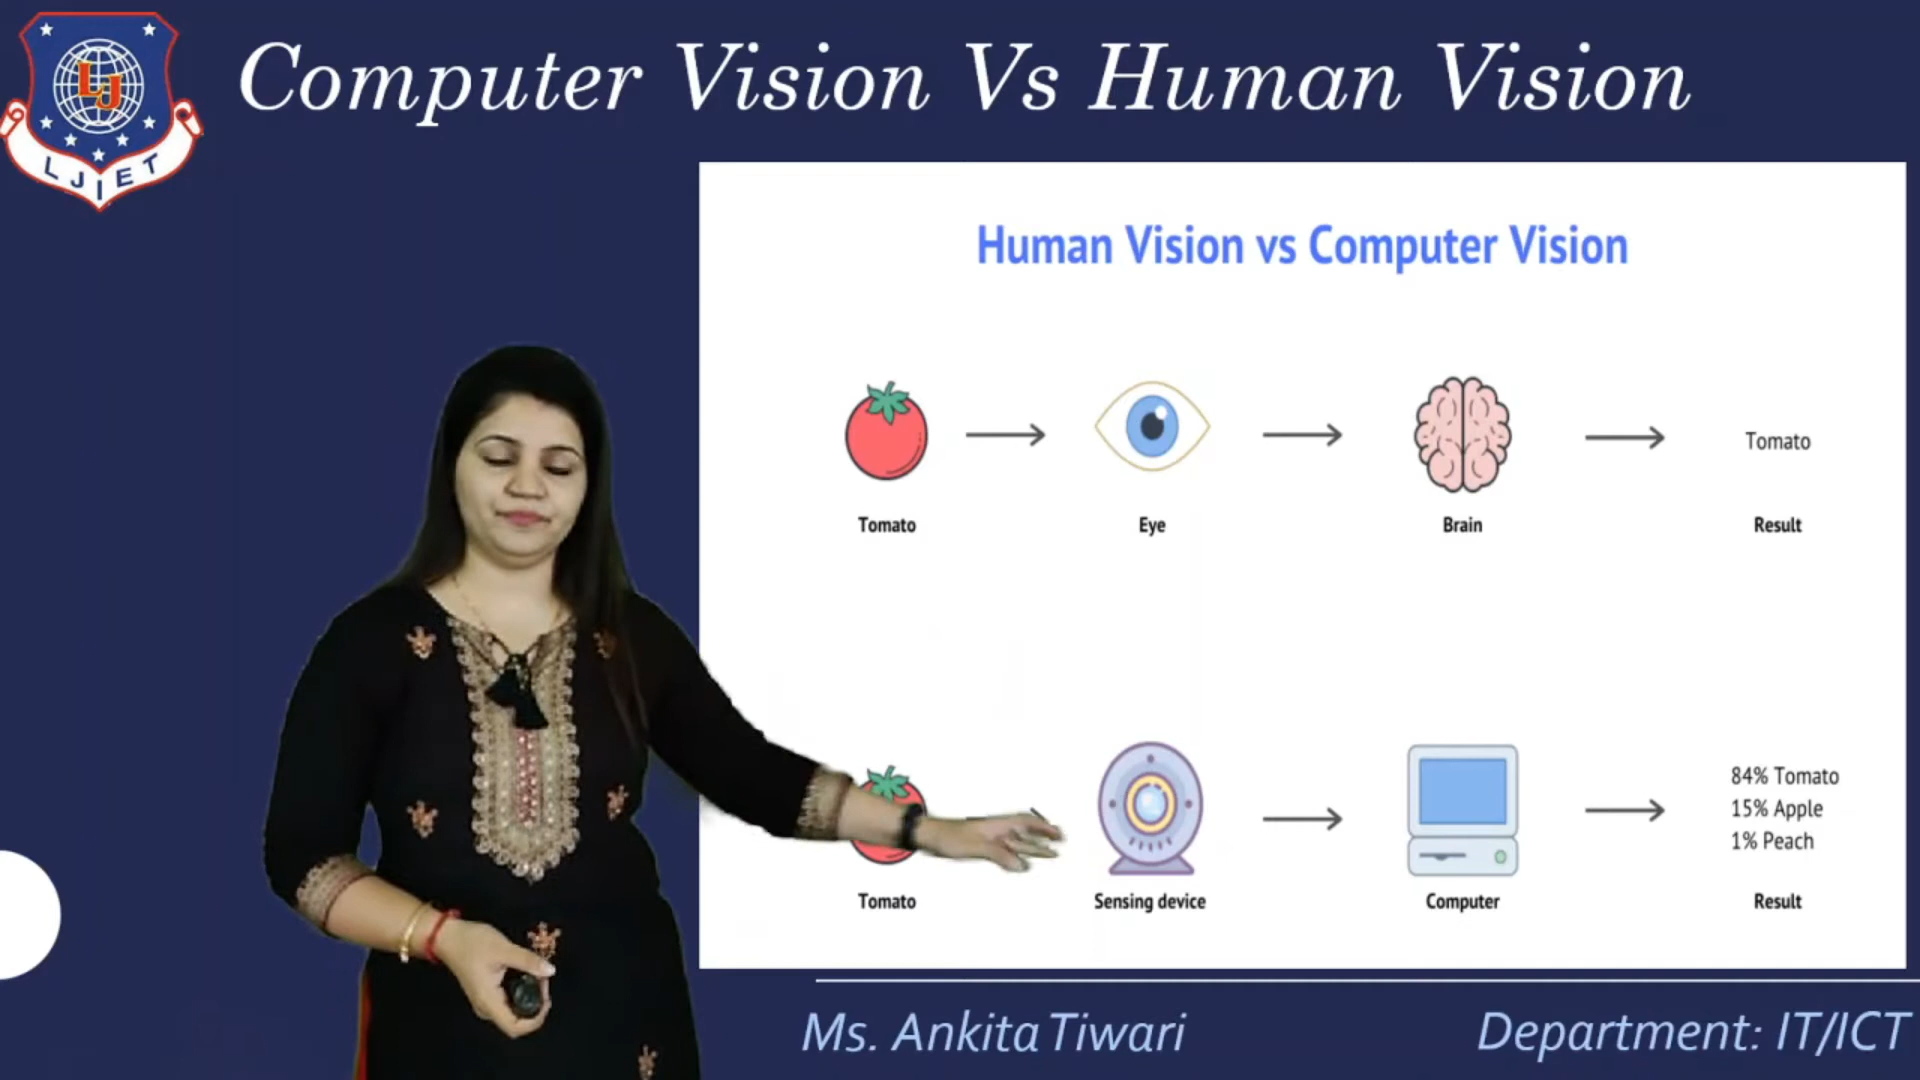 LJ
LJIET
Computer Vision Vs Human Vision
Human Vision vs Computer Vision
Tomato
Tomato
Eye
Brain
Result
84% Tomato
15% Apple
1% Peach
Tomato
Sensing device
Computer
Result
Ms. Ankita Tiwari
Department: IT/ICT